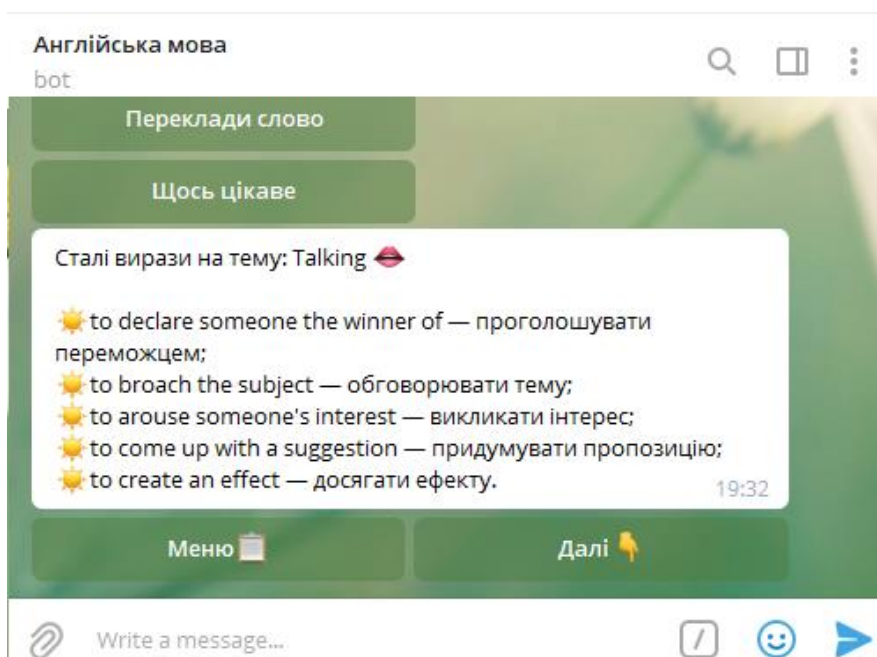 Англійська мова
bot
Переклади слово
Щось цікаве
Сталі вирази на тему: Talking 👄
☀️to declare someone the winner of — проголошувати
переможцем;
☀️to broach the subject — обговорювати тему;
☀️to arouse someone's interest — викликати інтерес;
☀️to come up with a suggestion — придумувати пропозицію;
☀️to create an effect — досягати ефекту.
19:32
Меню📋
Далі 👇
Write a message...